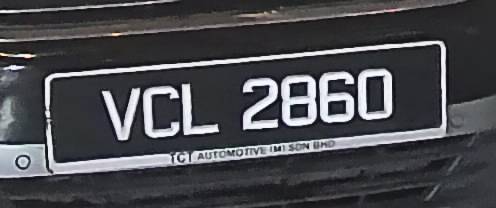 VCL 2860
TCT AUTOMOTIVE (M) SDN BHD